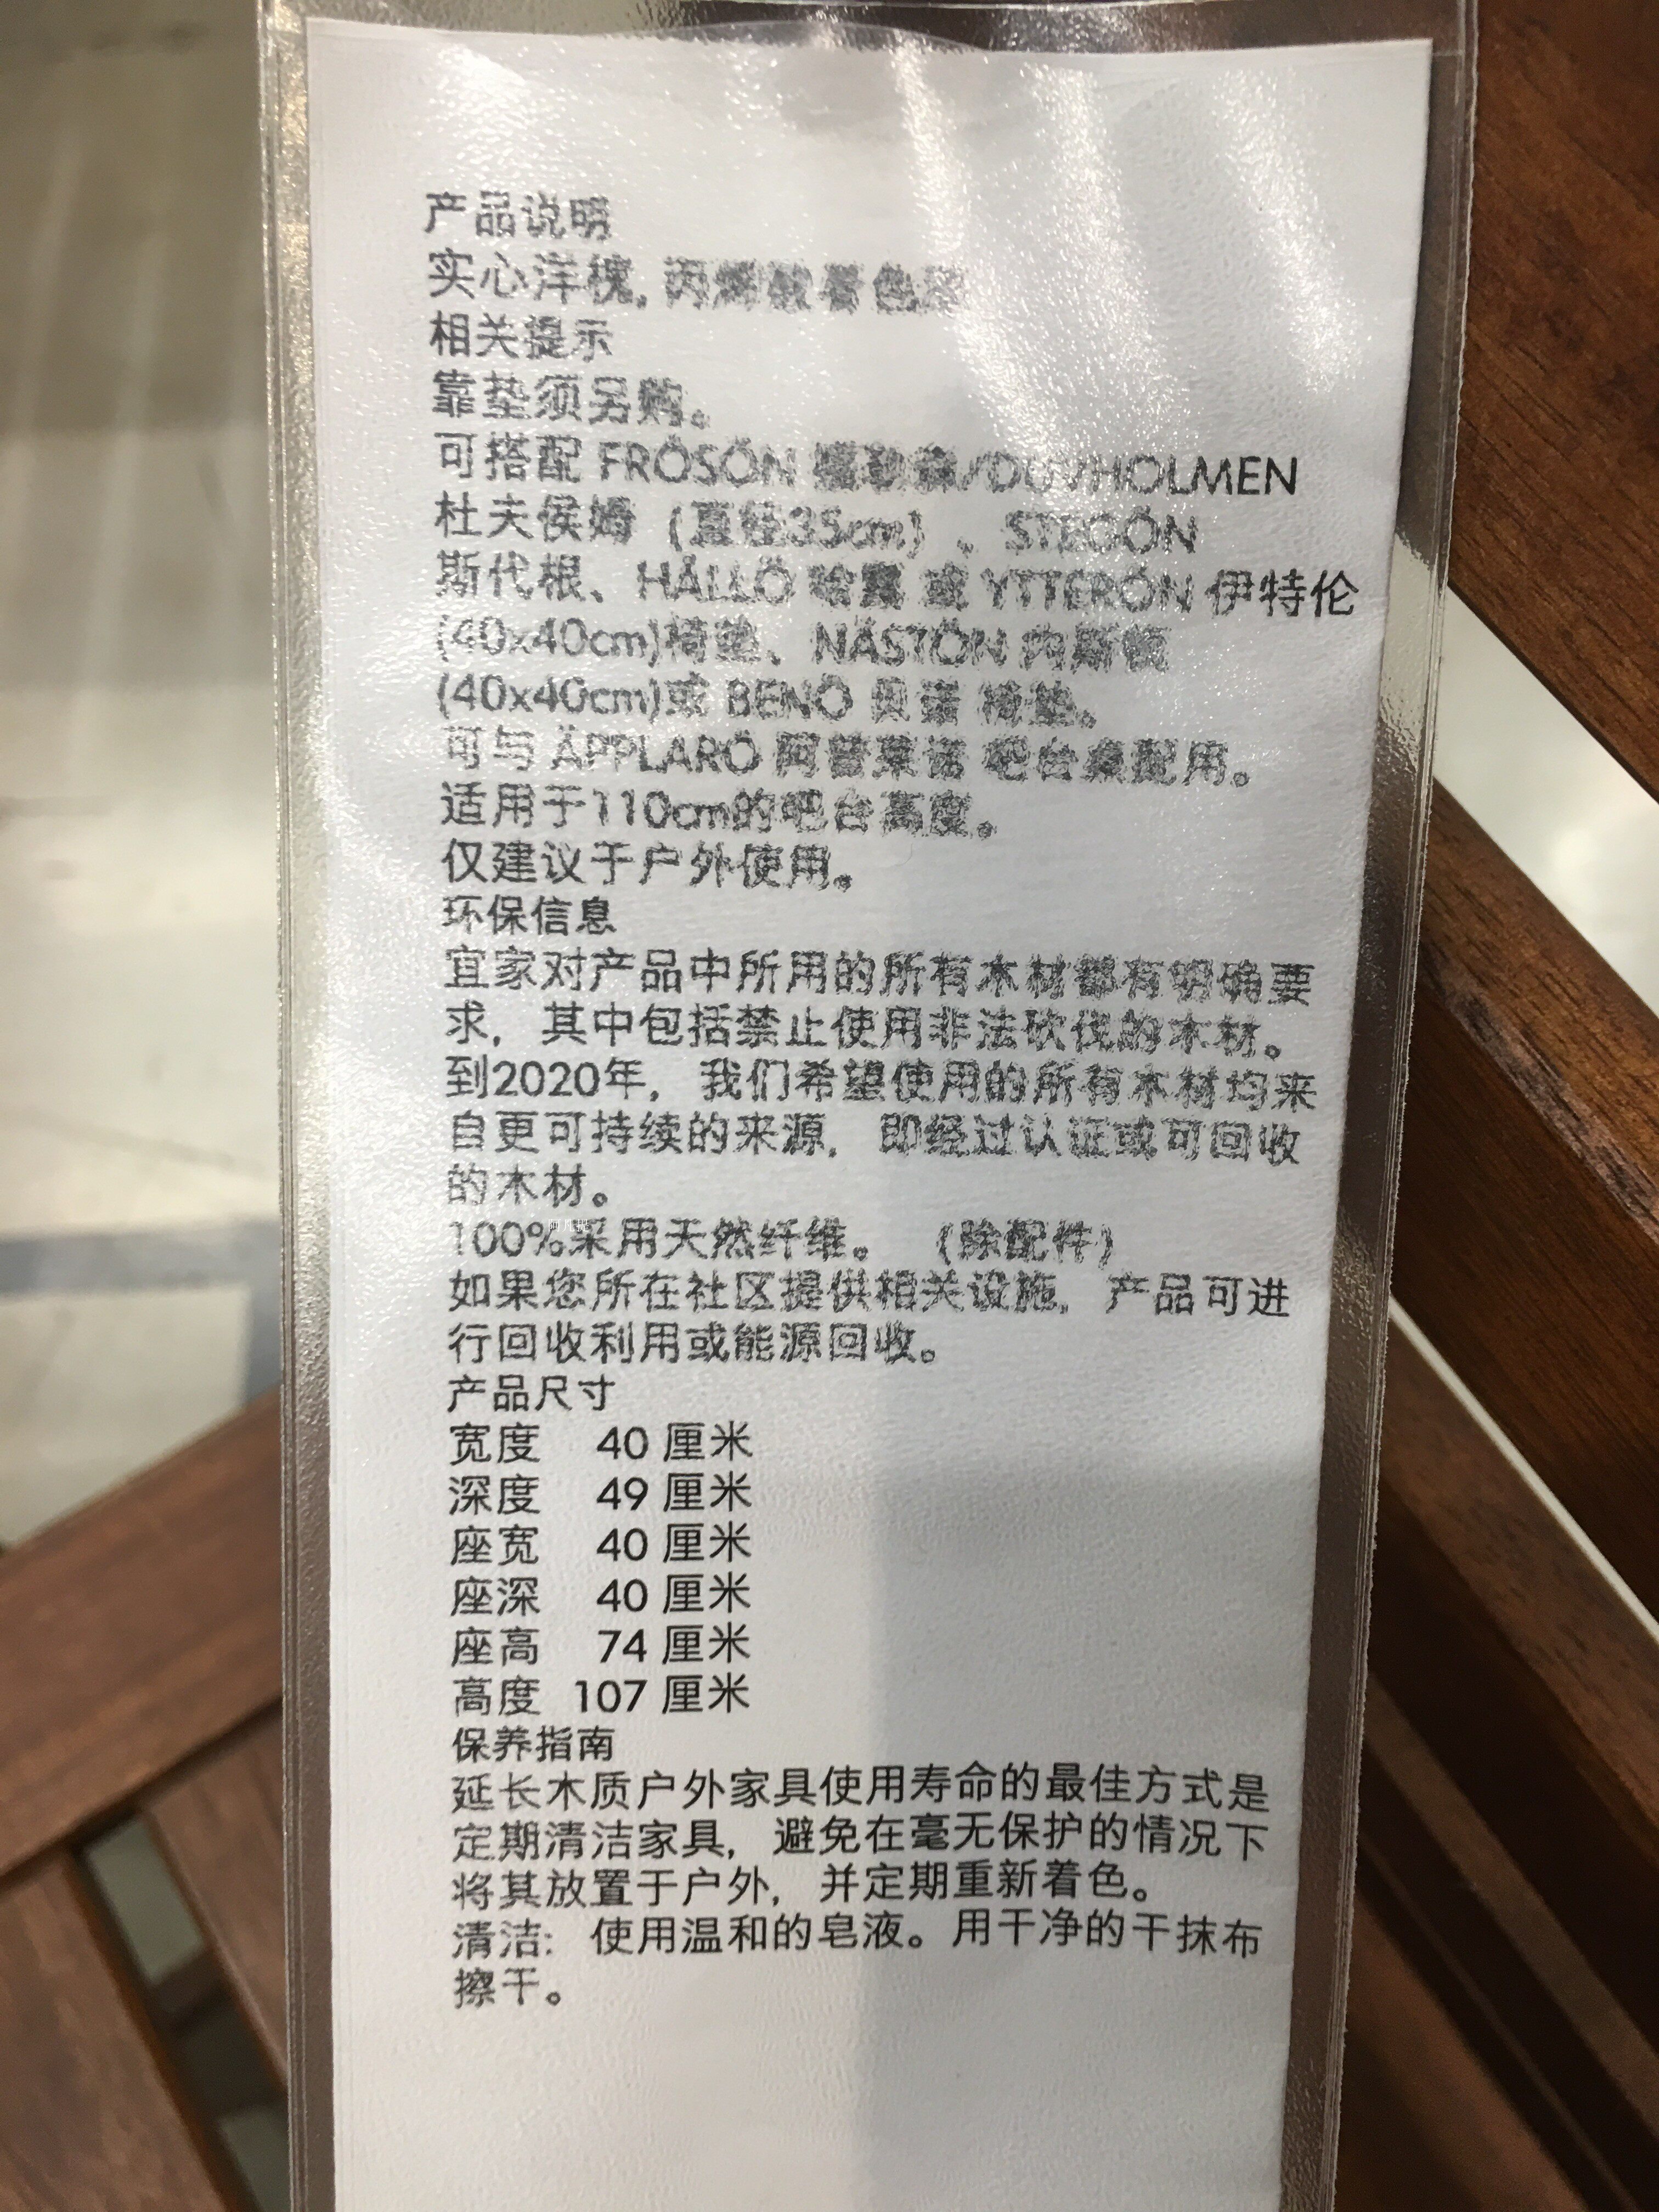 产品说明
实心洋槐, 丙烯酸着色漆
相关提示
靠垫须另购。
可搭配 FRÖSÖN /DUVHOLMEN
杜夫侯姆 (直径35cm) 、STEGÖN
斯代根、HÅLLÖ 哈露 或 YTTERÖN 伊特伦
(40x40cm)椅垫、NÄSTÖN 内斯顿
(40x40cm)或 BENÖ 贝诺 椅垫。
可与 ÄPPLARÖ 阿普莱诺 吧台桌配用。
适用于110cm的吧台高度。
仅建议于户外使用。
环保信息
宜家对产品中所用的所有木材都有明确要
求，其中包括禁止使用非法砍伐的木材。
到2020年，我们希望使用的所有木材均来
自更可持续的来源，即经过认证或可回收
的木材。
100%采用天然纤维。 (除配件)
如果您所在社区提供相关设施，产品可进
行回收利用或能源回收。
产品尺寸
宽度 40 厘米
深度 49 厘米
座宽 40 厘米
座深 40 厘米
座高 74 厘米
高度 107 厘米
保养指南
延长木质户外家具使用寿命的最佳方式是
定期清洁家具，避免在毫无保护的情况下
将其放置于户外，并定期重新着色。
清洁：使用温和的皂液。用干净的干抹布
擦干。